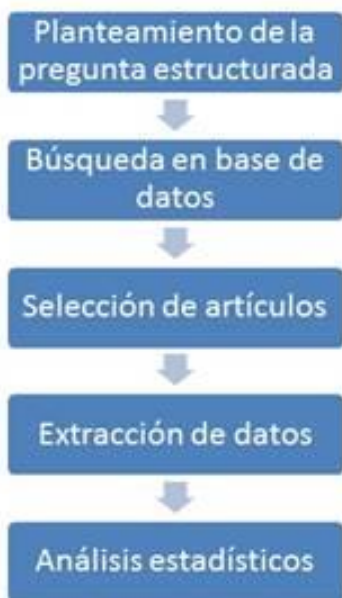 Planteamiento de la
pregunta estructurada
Búsqueda en base de
datos
Selección de artículos
Extracción de datos
Análisis estadísticos